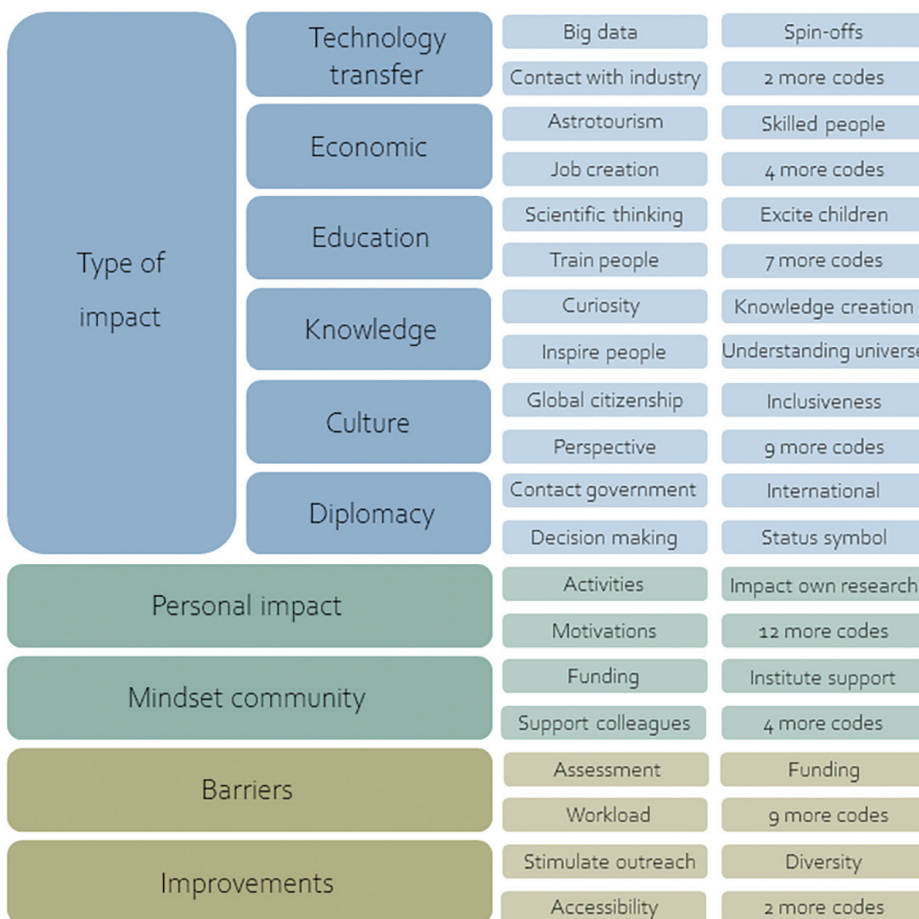 Type of
impact
Technology
transfer
Big data
Spin-offs
Contact with industry
2 more codes
Economic
Astrotourism
Skilled people
Job creation
4 more codes
Education
Scientific thinking
Excite children
Train people
7 more codes
Knowledge
Curiosity
Knowledge creation
Inspire people
Understanding universe
Culture
Global citizenship
Inclusiveness
Perspective
9 more codes
Diplomacy
Contact government
International
Decision making
Status symbol
Personal impact
Activities
Impact own research
Motivations
12 more codes
Mindset community
Funding
Institute support
Support colleagues
4 more codes
Barriers
Assessment
Funding
Workload
9 more codes
Improvements
Stimulate outreach
Diversity
Accessibility
2 more codes